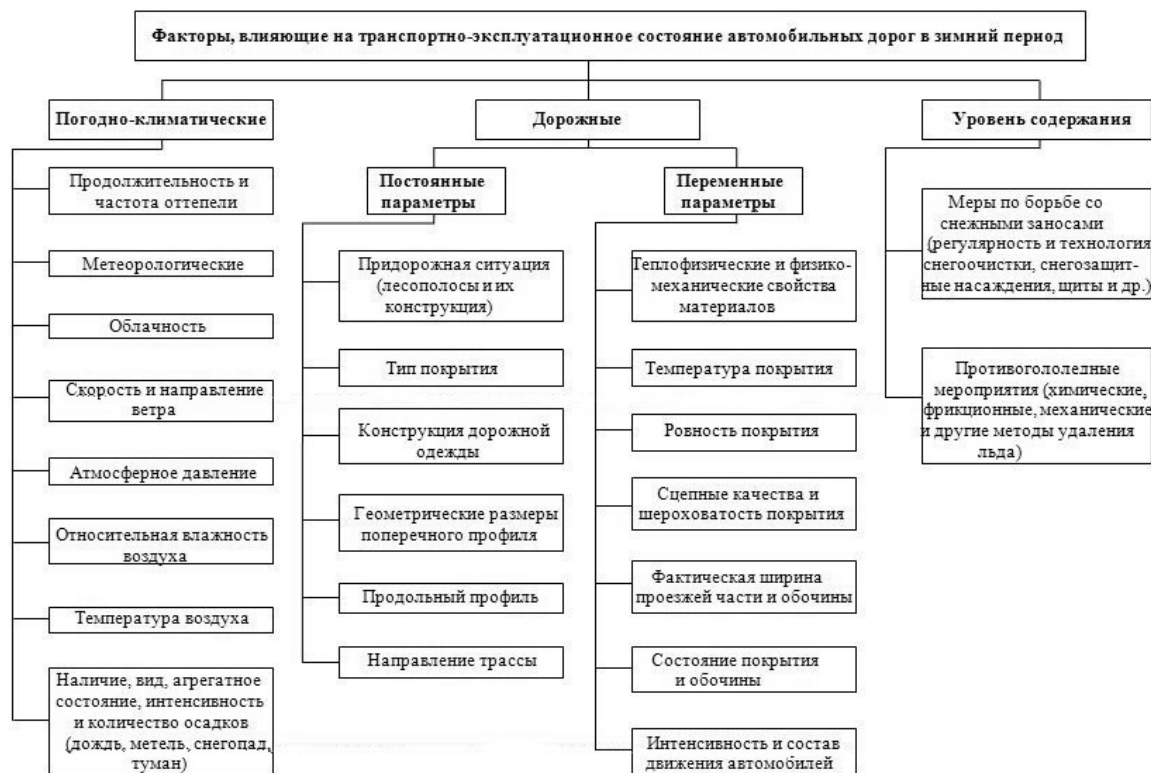 Факторы, влияющие на транспортно-эксплуатационное состояние автомобильных дорог в зимний период
Погодно-климатические
Продолжительность и
частота оттепели
Метеорологические
Облачность
Скорость и направление
ветра
Атмосферное давление
Относительная влажность
воздуха
Температура воздуха
Наличие, вид, агрегатное
состояние, интенсивность
и количество осадков
(дождь, метель, снегопад,
туман)
Дорожные
Постоянные
параметры
Придорожная ситуация
(лесополосы и их
конструкция)
Тип покрытия
Конструкция дорожной
одежды
Геометрические размеры
поперечного профиля
Продольный профиль
Направление трассы
Переменные
параметры
Теплофизические и физико-
механические свойства
материалов
Температура покрытия
Ровность покрытия
Сцепные качества и
шероховатость покрытия
Фактическая ширина
проезжей части и обочины
Состояние покрытия
и обочины
Интенсивность и состав
движения автомобилей
Уровень содержания
Меры по борьбе со
снежными заносами
(регулярность и технология
снегоочистки, снегозащит-
ные насаждения, щиты и др.)
Противогололедные
мероприятия (химические,
фрикционные, механические
и другие методы удаления
льда)